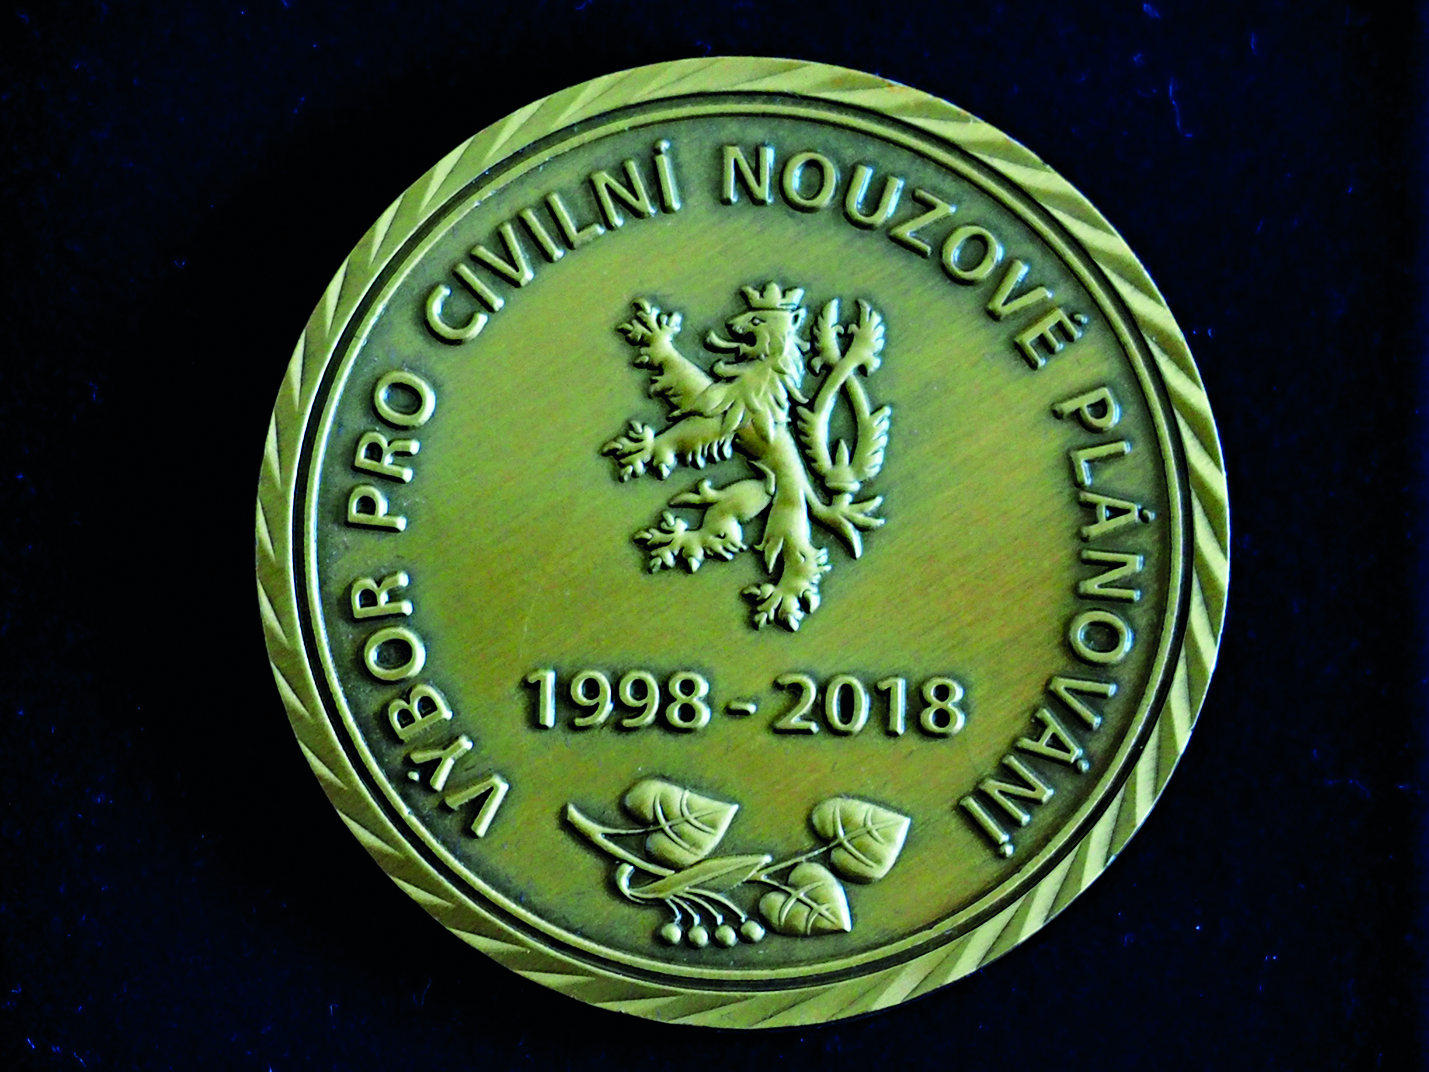 VÝBOR PRO CIVILNÍ NOUZOVÉ PLÁNOVÁNÍ
1998 - 2018